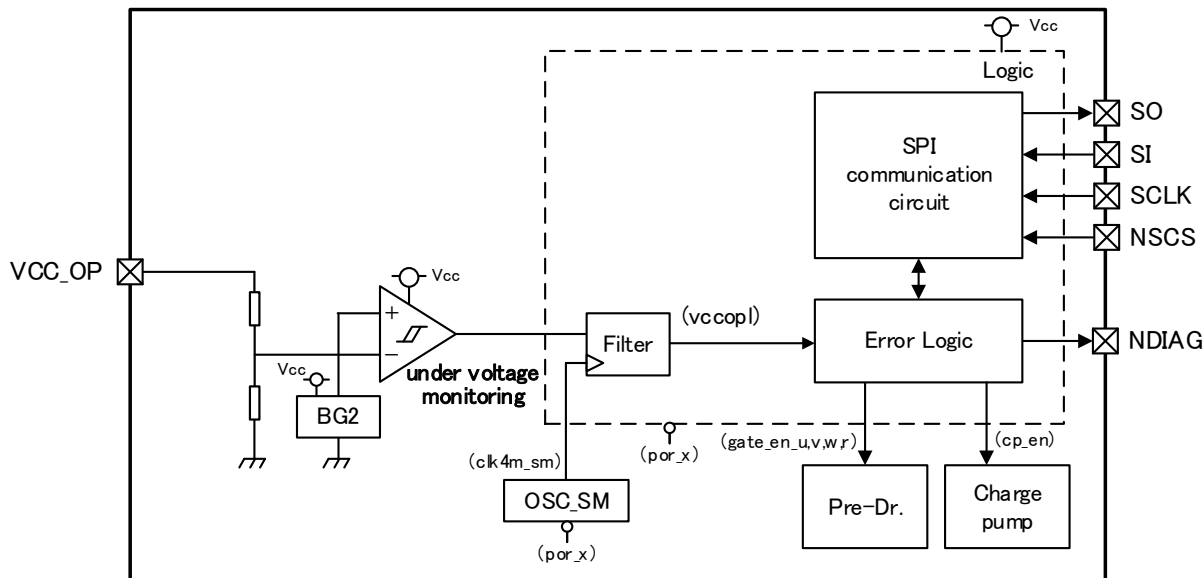 Vcc
Logic
SO
SPI
communication
circuit
SI
SCLK
NSCS
VCC_OP
Vcc
+
−
(vccopl)
Filter
Error Logic
NDIAG
under voltage
monitoring
Vcc
BG2
(clk4m_sm)
(por_x)
(gate_en_u,v,w,r)
(cp_en)
OSC_SM
(por_x)
Pre-Dr.
Charge
pump